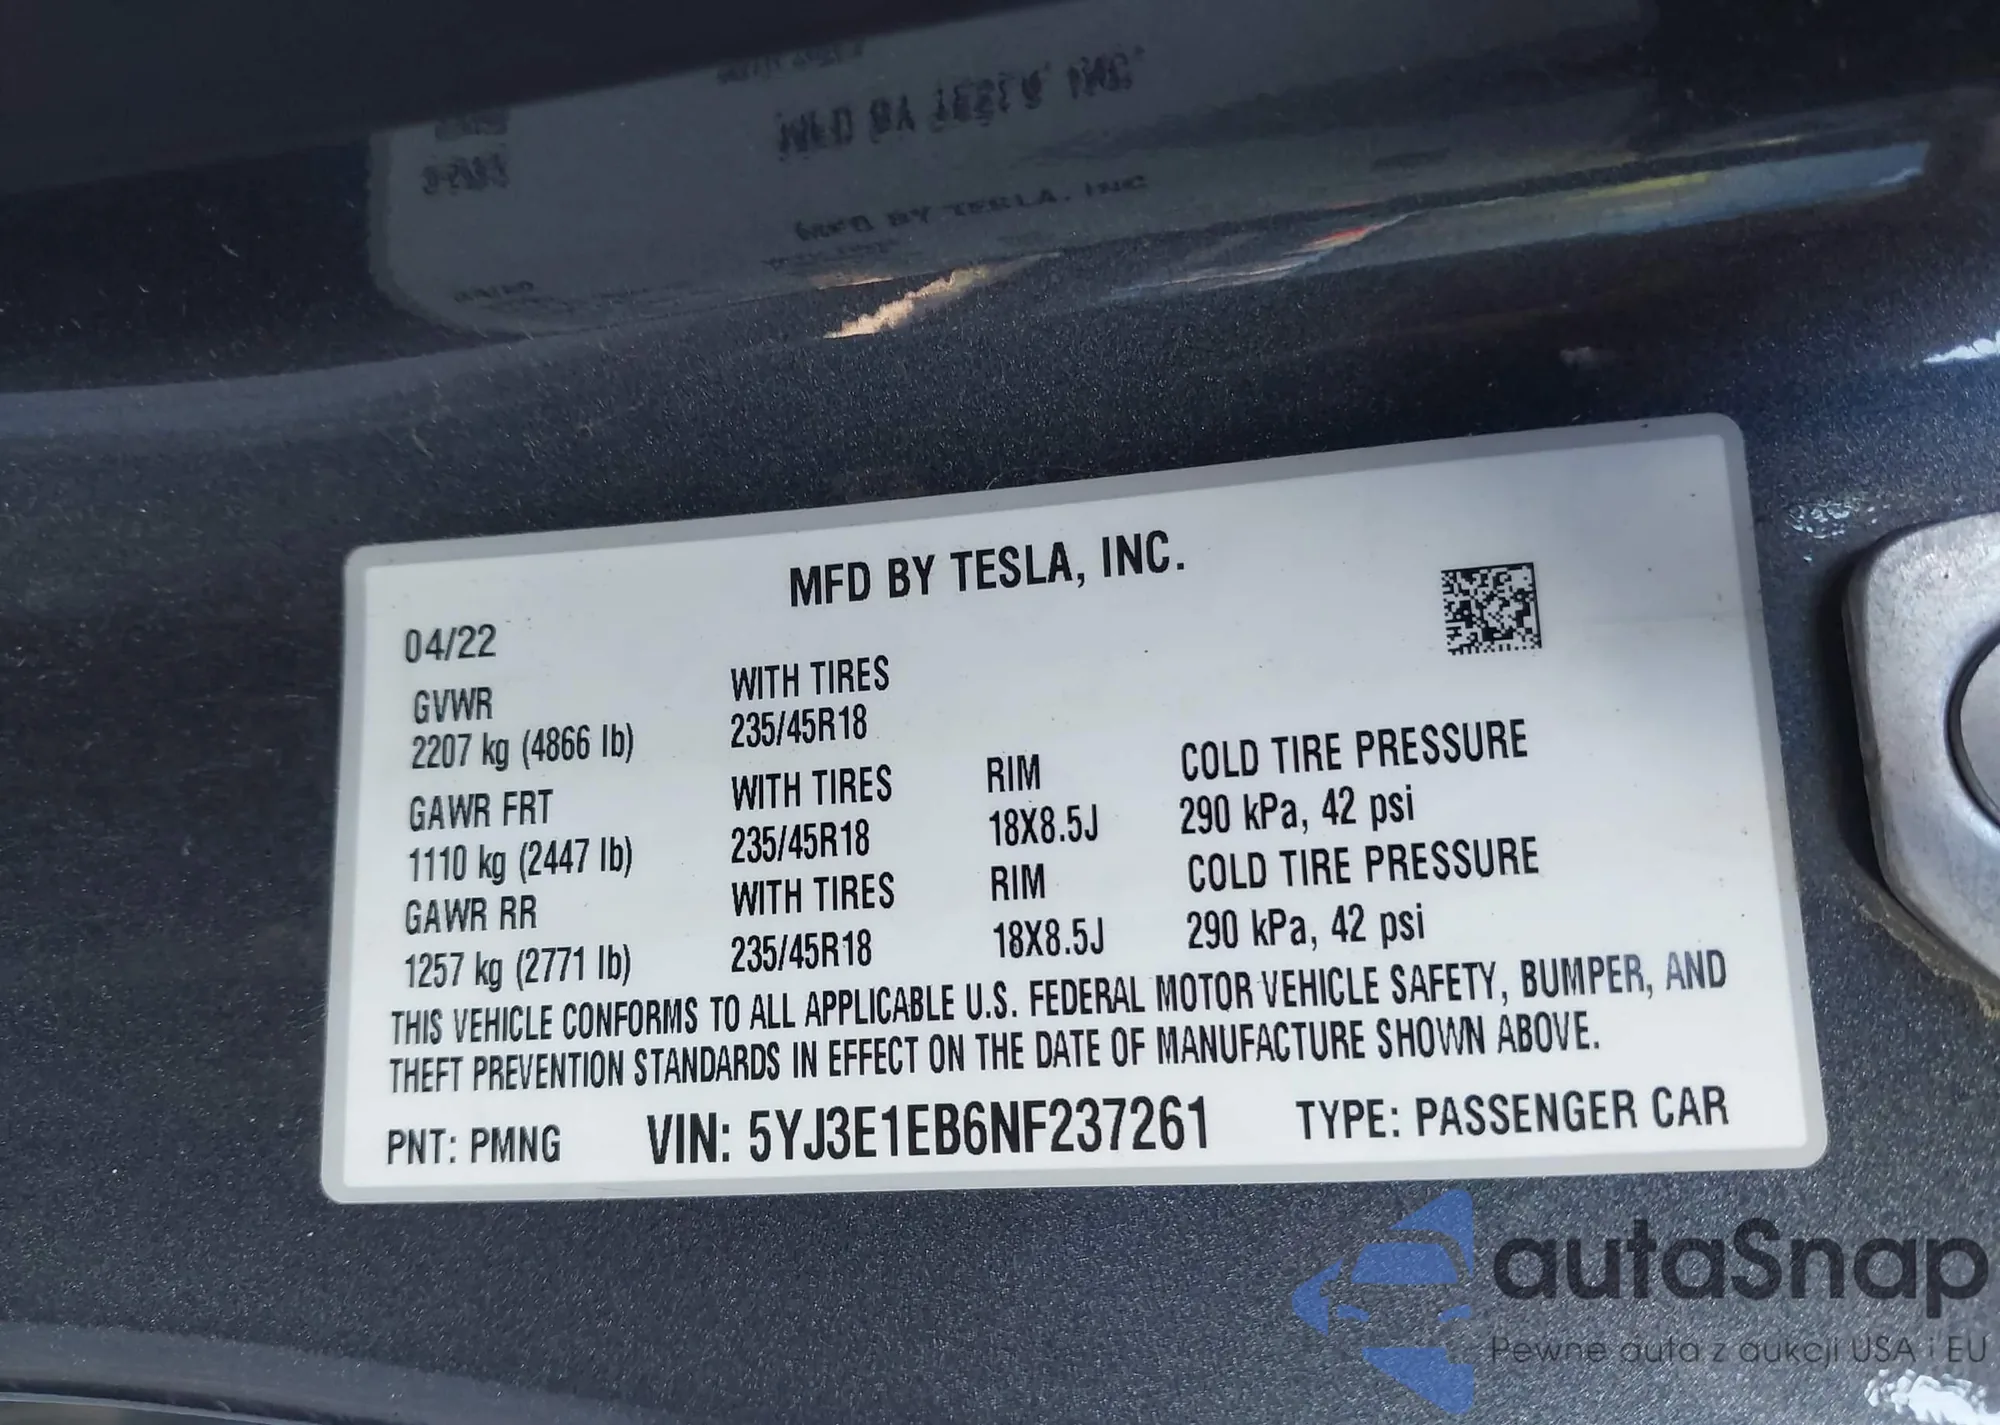 MFD BY TESLA, INC.
04/22
GVWR WITH TIRES
2207 kg (4866 lb) 235/45R18
GAWR FRT WITH TIRES RIM COLD TIRE PRESSURE
1110 kg (2447 lb) 235/45R18 18X8.5J 290 kPa, 42 psi
GAWR RR WITH TIRES RIM COLD TIRE PRESSURE
1257 kg (2771 lb) 235/45R18 18X8.5J 290 kPa, 42 psi
THIS VEHICLE CONFORMS TO ALL APPLICABLE U.S. FEDERAL MOTOR VEHICLE SAFETY, BUMPER, AND
THEFT PREVENTION STANDARDS IN EFFECT ON THE DATE OF MANUFACTURE SHOWN ABOVE.
PNT: PMNG VIN: 5YJ3E1EB6NF237261 TYPE: PASSENGER CAR
autaSnap
Pewne auta z aukcji USA i EU